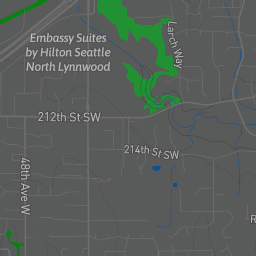 Embassy Suites
by Hilton Seattle
North Lynnwood
Larch Way
212th St SW
214th St SW
48th Ave W
R